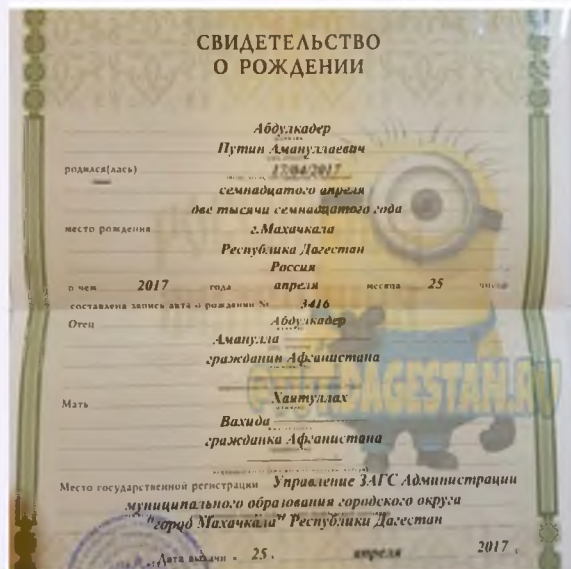 СВИДЕТЕЛЬСТВО
О РОЖДЕНИИ
Абдулкадер
Путин Амануллаевич
родился(лась) 17/04/2017
семнадцатого апреля
две тысячи семнадцатого года
место рождения г.Махачкала
Республика Дагестан
Россия
о чем 2017 года апреля месяца 25 числа
составлена запись акта о рождении № 3416
Отец Абдулкадер
Аманулла
гражданин Афганистана
Мать Хаятуллах
Вахида
гражданка Афганистана
Место государственной регистрации Управление ЗАГС Администрации
муниципального образования городского округа
"город Махачкала" Республики Дагестан
Дата выдачи « 25 » апреля 2017 г.
@TUTDAGESTAN.RU